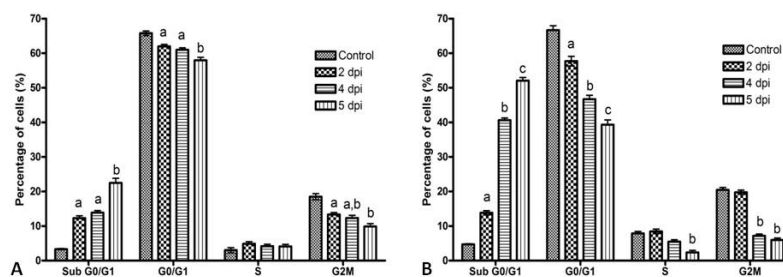 70
60
50
40
30
20
10
0
Percentage of cells (%)
a a b
a a b
a a,b b
Control
2 dpi
4 dpi
5 dpi
Sub G0/G1 G0/G1 S G2M
A
70
60
50
40
30
20
10
0
Percentage of cells (%)
a b c
a b c
b
b b
Control
2 dpi
4 dpi
5 dpi
Sub G0/G1 G0/G1 S G2M
B